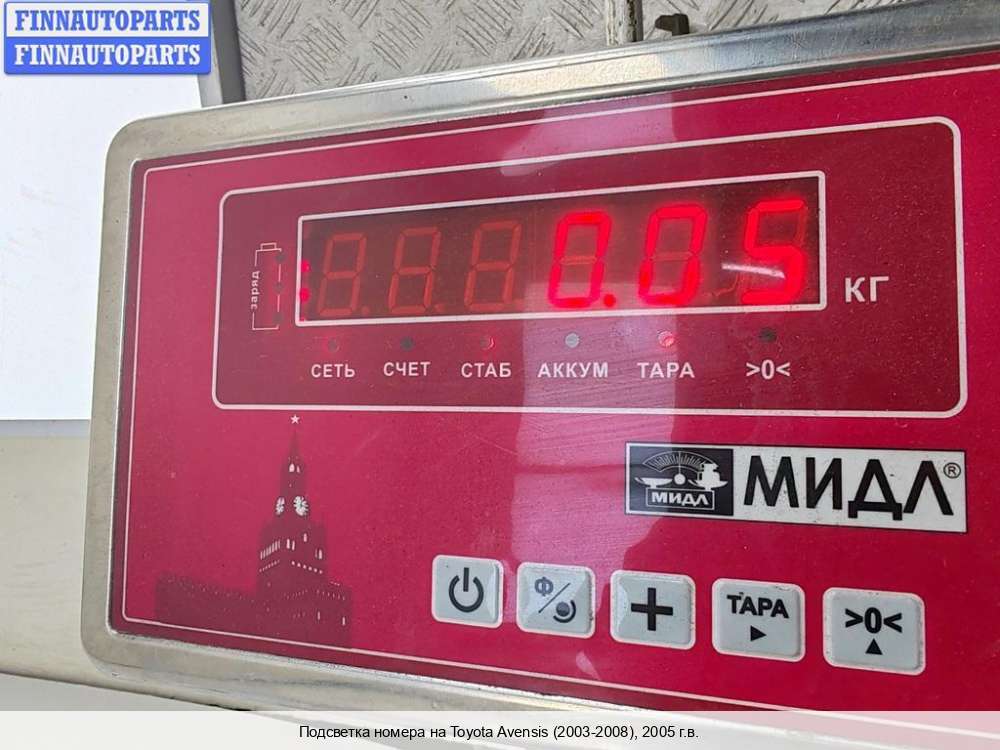 FINNAUTOPARTS
FINNAUTOPARTS
заряд
0.05
КГ
СЕТЬ СЧЕТ СТАБ АККУМ ТАРА >0<
МИДЛ
МИДЛ®
Ф
%
+
ТАРА
>0<
Подсветка номера на Toyota Avensis (2003-2008), 2005 г.в.